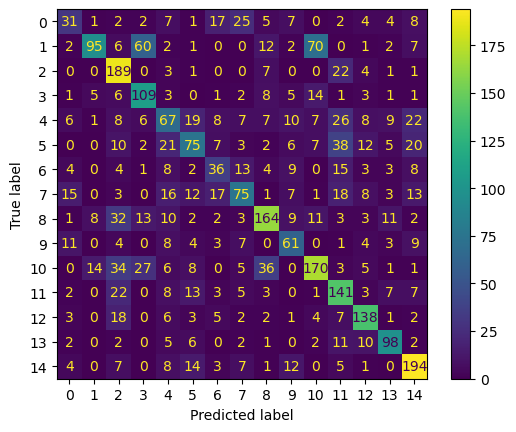 0 31 1 2 2 7 1 17 25 5 7 0 2 4 4 8
1 2 95 6 60 2 1 0 0 12 2 70 0 1 2 7
2 0 0 189 0 3 1 0 0 7 0 0 22 4 1 1
3 1 5 6 109 3 0 1 2 8 5 14 1 3 1 1
4 6 1 8 6 67 19 8 7 7 10 7 26 8 9 22
5 0 0 10 2 21 75 7 3 2 6 7 38 12 5 20
6 4 0 4 1 8 2 36 13 4 9 0 15 3 3 8
7 15 0 3 0 16 12 17 75 1 7 1 18 8 3 13
8 1 8 32 13 10 2 2 3 164 9 11 3 3 11 2
9 11 0 4 0 8 4 3 7 0 61 0 1 4 3 9
10 0 14 34 27 6 8 0 5 36 0 170 3 5 1 1
11 2 0 22 0 8 13 3 5 3 0 1 141 3 7 7
12 3 0 18 0 6 3 5 2 2 1 4 7 138 1 2
13 2 0 2 0 5 6 0 2 1 0 2 11 10 98 2
14 4 0 7 0 8 14 3 7 1 12 0 5 1 0 194
0 1 2 3 4 5 6 7 8 9 10 11 12 13 14
Predicted label
True label
175
150
125
100
75
50
25
0